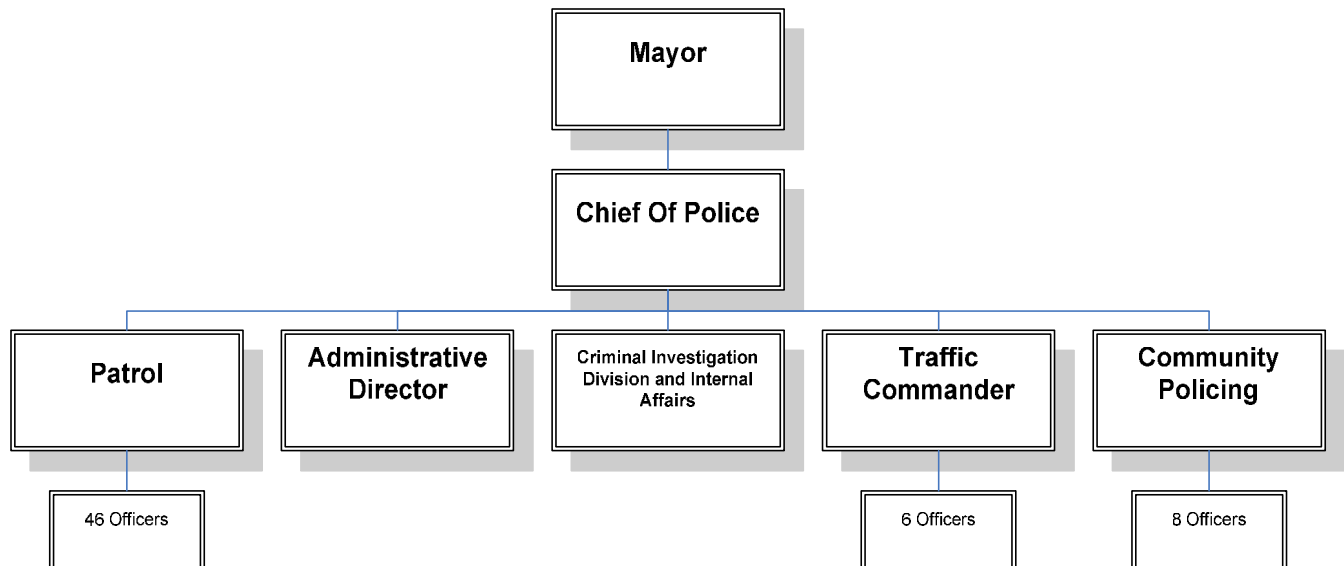 Mayor
Chief Of Police
Patrol
Administrative
Director
Criminal Investigation
Division and Internal
Affairs
Traffic
Commander
Community
Policing
46 Officers
6 Officers
8 Officers